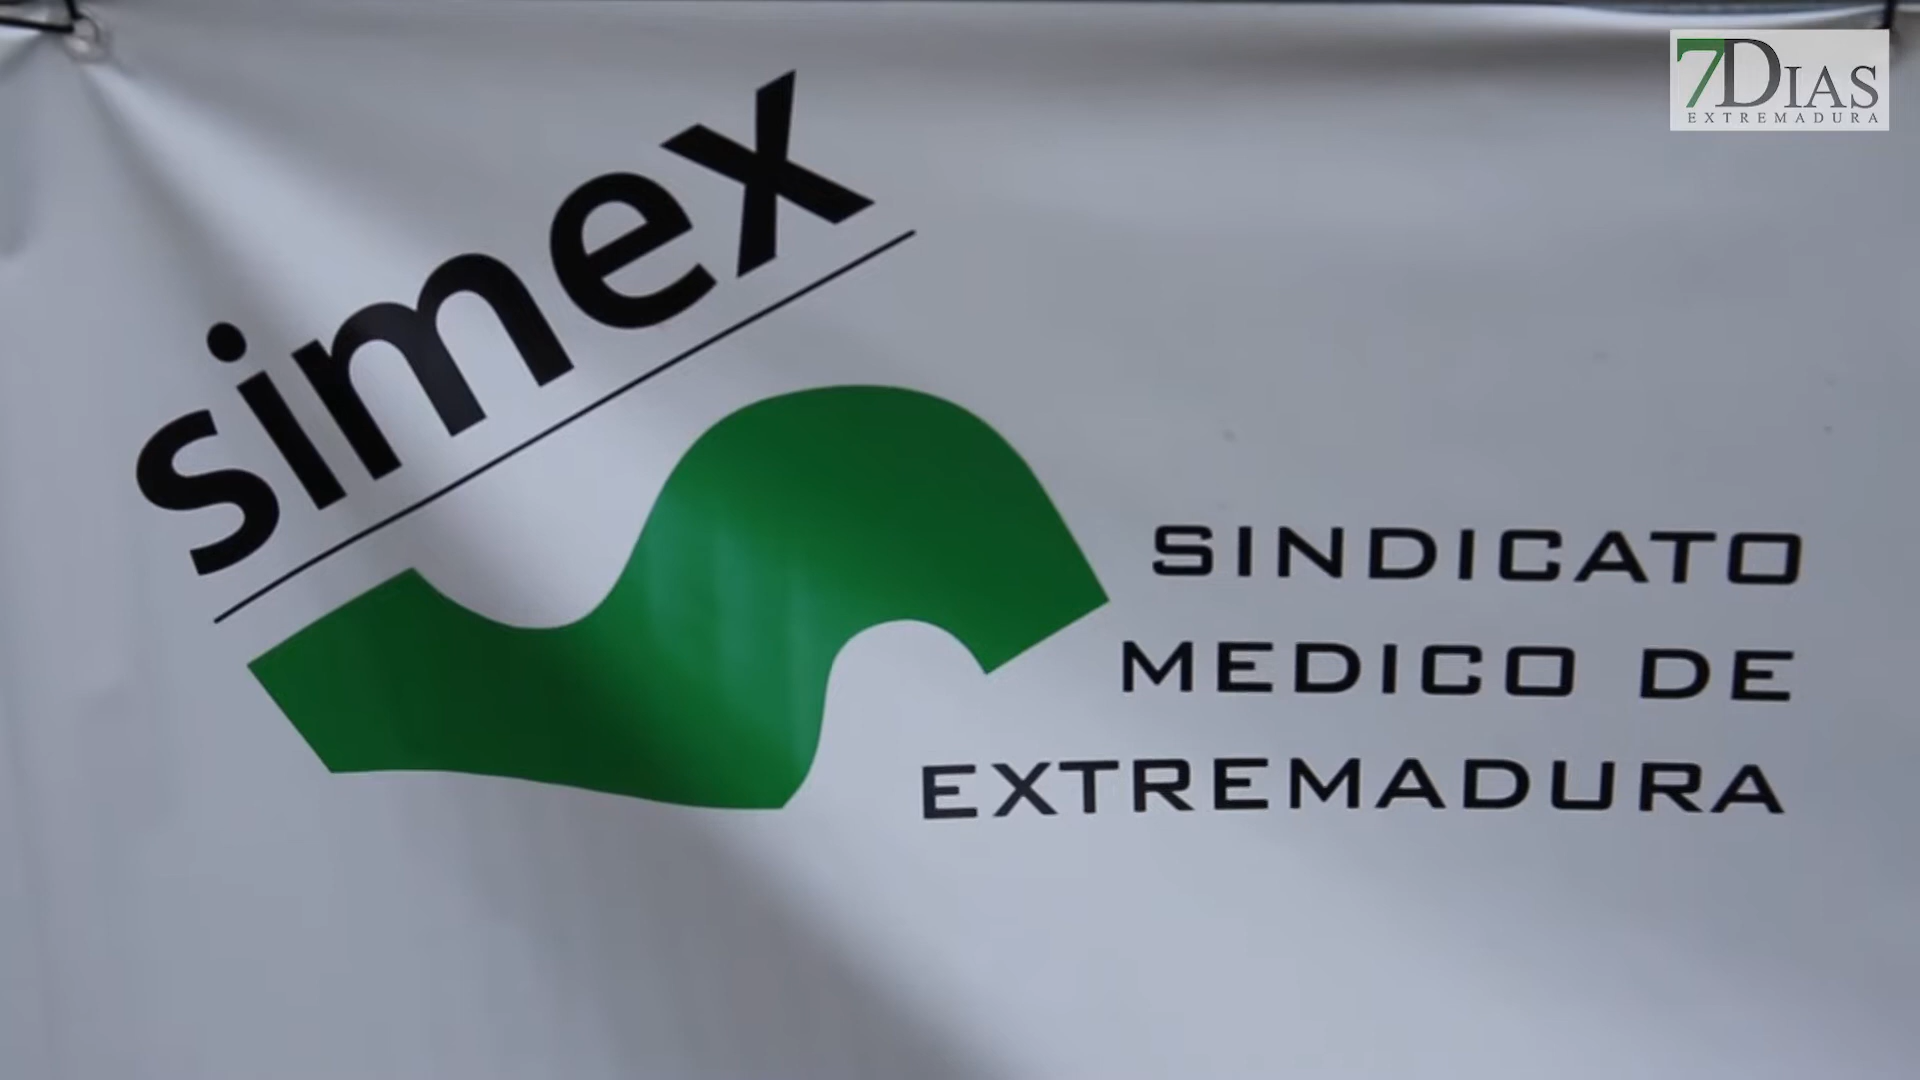 7DIAS
EXTREMADURA
simex
SINDICATO
MEDICO DE
EXTREMADURA